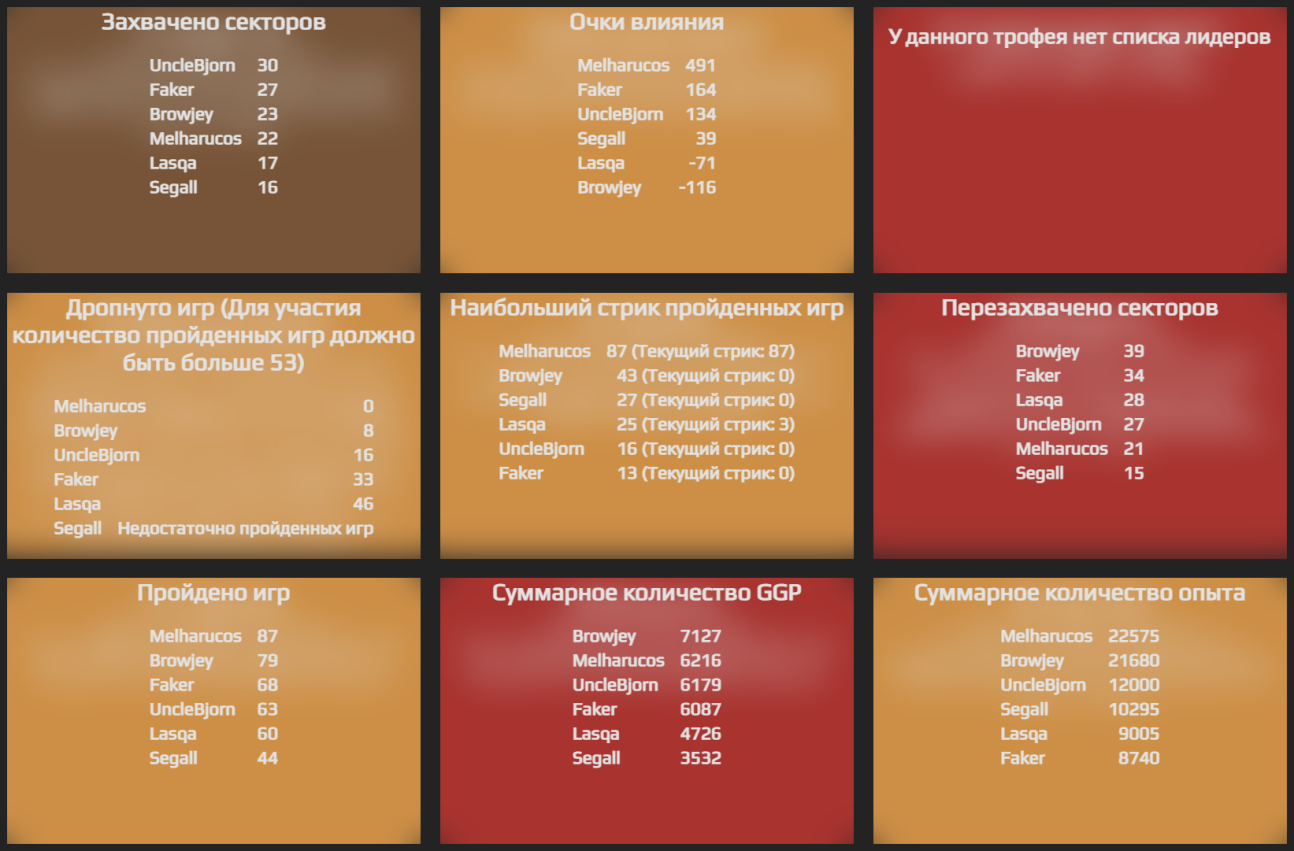 Захвачено секторов
UncleBjorn 30
Faker 27
Browjey 23
Melharucos 22
Lasqa 17
Segall 16
Очки влияния
Melharucos 491
Faker 164
UncleBjorn 134
Segall 39
Lasqa -71
Browjey -116
У данного трофея нет списка лидеров
Дропнуто игр (Для участия
количество пройденных игр должно
быть больше 53)
Melharucos 0
Browjey 8
UncleBjorn 16
Faker 33
Lasqa 46
Segall Недостаточно пройденных игр
Наибольший стрик пройденных игр
Melharucos 87 (Текущий стрик: 87)
Browjey 43 (Текущий стрик: 0)
Segall 27 (Текущий стрик: 0)
Lasqa 25 (Текущий стрик: 3)
UncleBjorn 16 (Текущий стрик: 0)
Faker 13 (Текущий стрик: 0)
Перезахвачено секторов
Browjey 39
Faker 34
Lasqa 28
UncleBjorn 27
Melharucos 21
Segall 15
Пройдено игр
Melharucos 87
Browjey 79
Faker 68
UncleBjorn 63
Lasqa 60
Segall 44
Суммарное количество GGP
Browjey 7127
Melharucos 6216
UncleBjorn 6179
Faker 6087
Lasqa 4726
Segall 3532
Суммарное количество опыта
Melharucos 22575
Browjey 21680
UncleBjorn 12000
Segall 10295
Lasqa 9005
Faker 8740